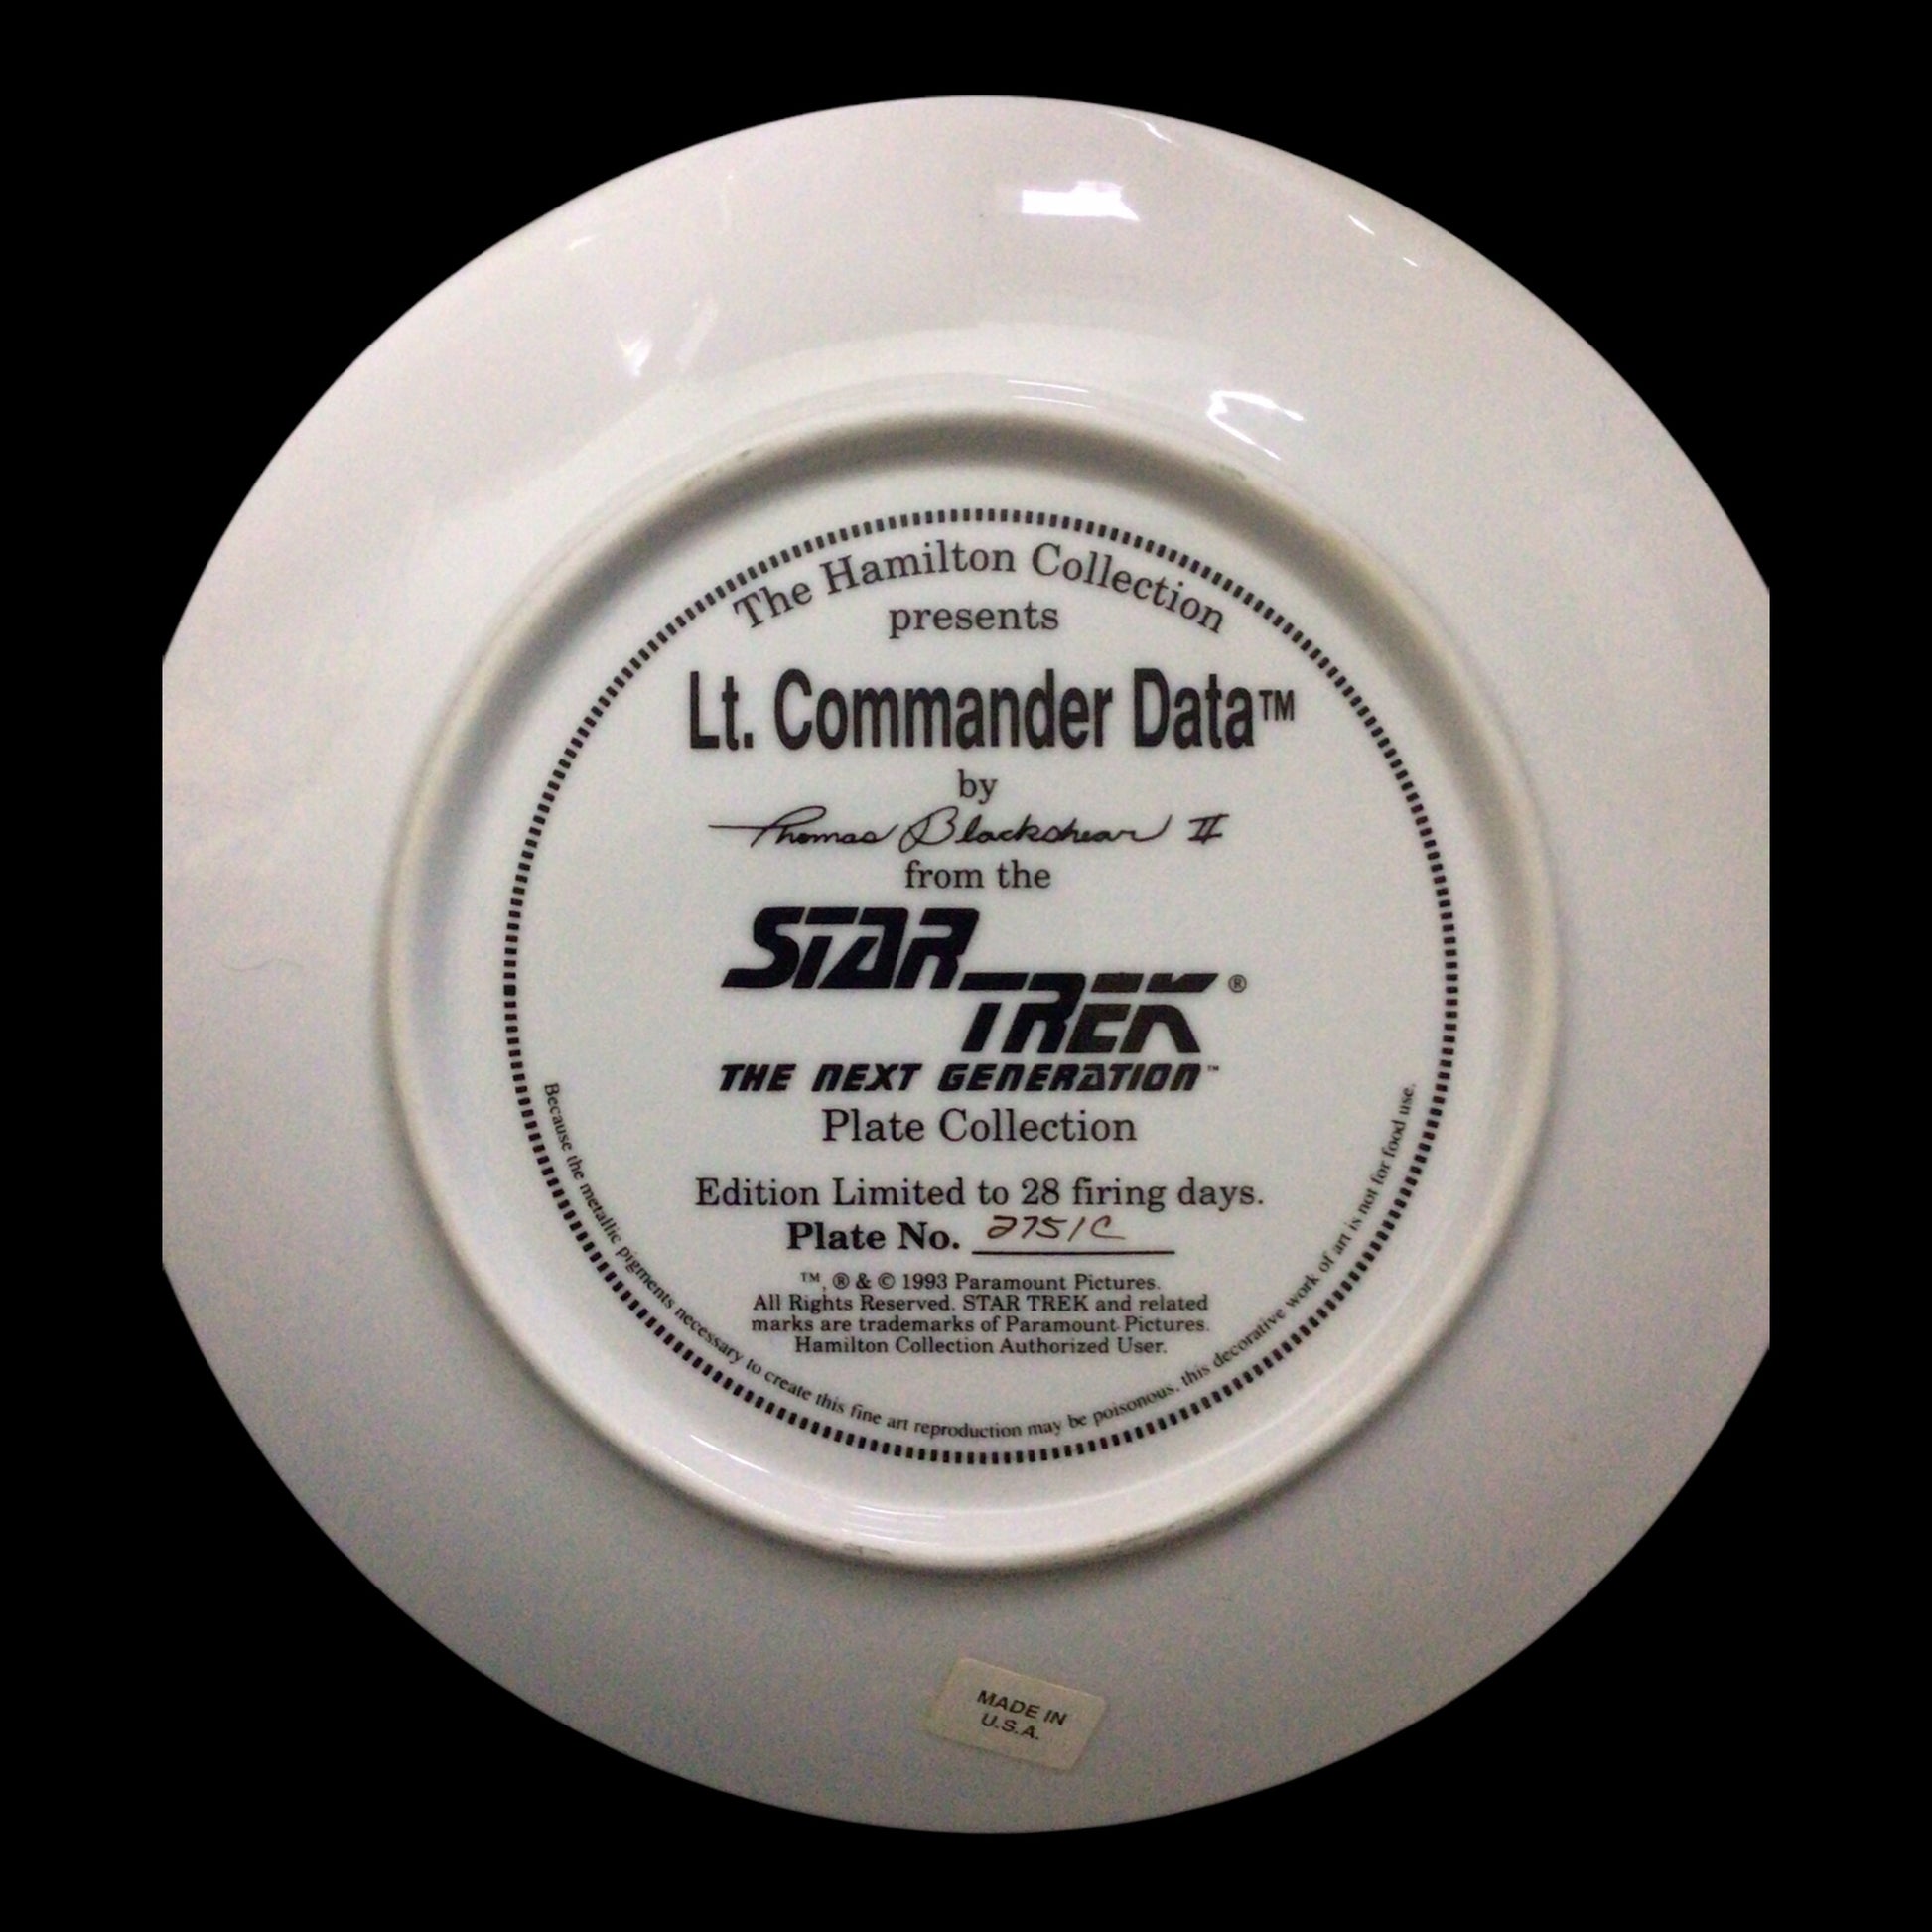 The Hamilton Collection
presents
Lt. Commander Data™
by
Thomas Blackshear II
from the
STAR
TREK®
THE NEXT GENERATION™
Plate Collection
Edition Limited to 28 firing days.
Plate No. 2751C
™, ® & © 1993 Paramount Pictures.
All Rights Reserved. STAR TREK and related
marks are trademarks of Paramount Pictures.
Hamilton Collection Authorized User.
Because the metallic pigments necessary to create this fine art reproduction may be poisonous, this decorative work of art is not for food use.
MADE IN
U.S.A.